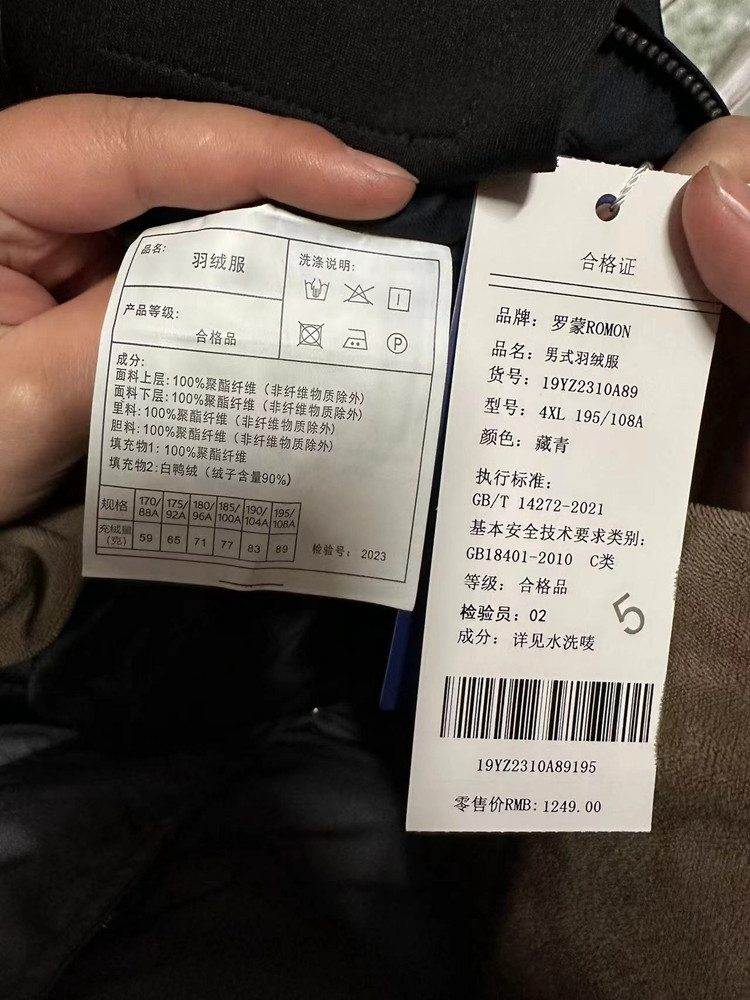 品名:
羽绒服
洗涤说明:
P
产品等级:
合格品
成分:
面料上层:100%聚酯纤维（非纤维物质除外）
面料下层:100%聚酯纤维（非纤维物质除外）
里料:100%聚酯纤维（非纤维物质除外）
胆料:100%聚酯纤维（非纤维物质除外）
填充物1:100%聚酯纤维
填充物2:白鸭绒（绒子含量90%）
规格 170/88A 175/92A 180/96A 185/100A 190/104A 195/108A
充绒量(克) 59 65 71 77 83 89
检验号: 2023
合格证
品牌: 罗蒙ROMON
品名: 男式羽绒服
货号: 19YZ2310A89
型号: 4XL 195/108A
颜色: 藏青
执行标准:
GB/T 14272-2021
基本安全技术要求类别:
GB18401-2010 C类
等级: 合格品
检验员: 02
5
成分: 详见水洗唛
19YZ2310A89195
零售价RMB: 1249.00